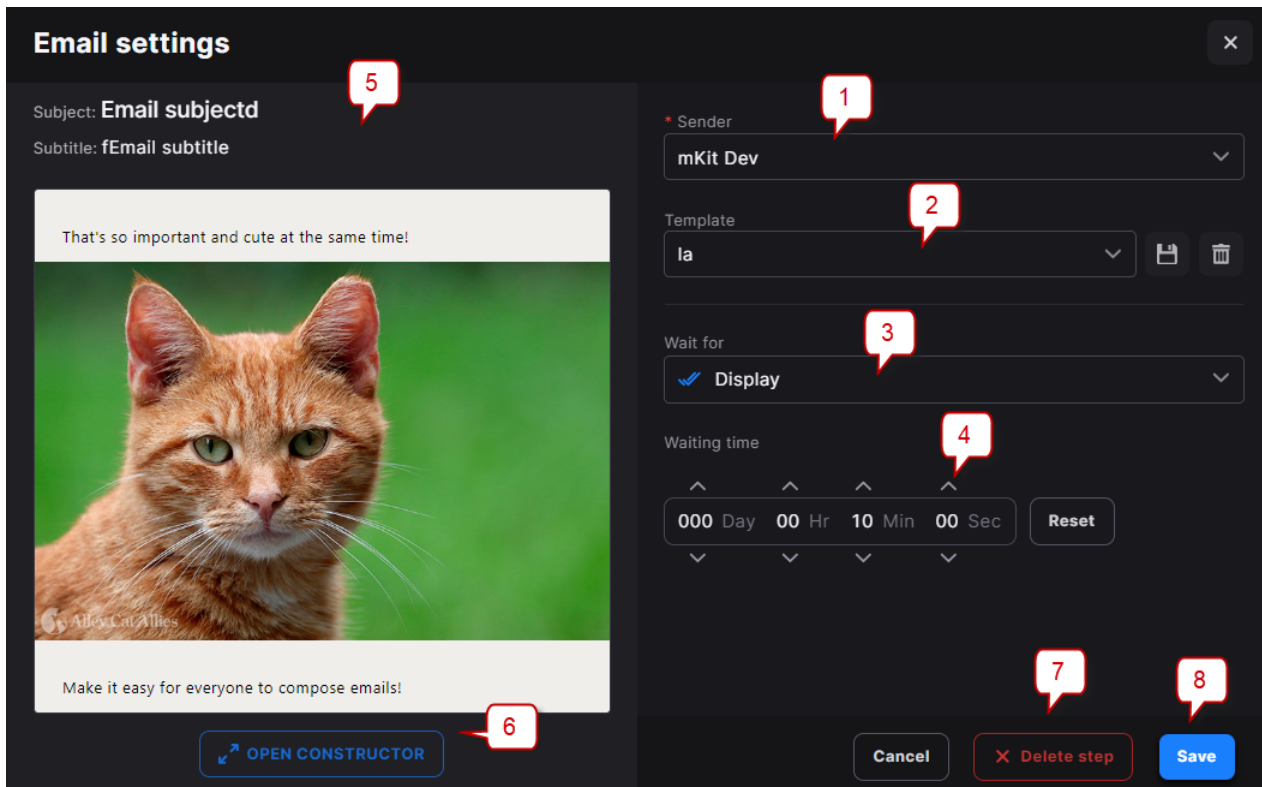 Email settings
5
Subject: Email subjectd
Subtitle: fEmail subtitle
That's so important and cute at the same time!
Alley Cat Allies
Make it easy for everyone to compose emails!
6
OPEN CONSTRUCTOR
1
* Sender
mKit Dev
2
Template
la
3
Wait for
Display
4
Waiting time
000 Day 00 Hr 10 Min 00 Sec Reset
7
8
Cancel Delete step Save